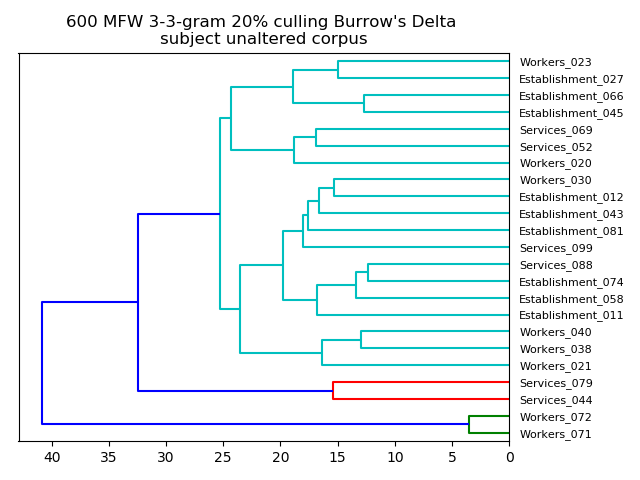 600 MFW 3-3-gram 20% culling Burrow's Delta
subject unaltered corpus
Workers_023
Establishment_027
Establishment_066
Establishment_045
Services_069
Services_052
Workers_020
Workers_030
Establishment_012
Establishment_043
Establishment_081
Services_099
Services_088
Establishment_074
Establishment_058
Establishment_011
Workers_040
Workers_038
Workers_021
Services_079
Services_044
Workers_072
Workers_071
40 35 30 25 20 15 10 5 0